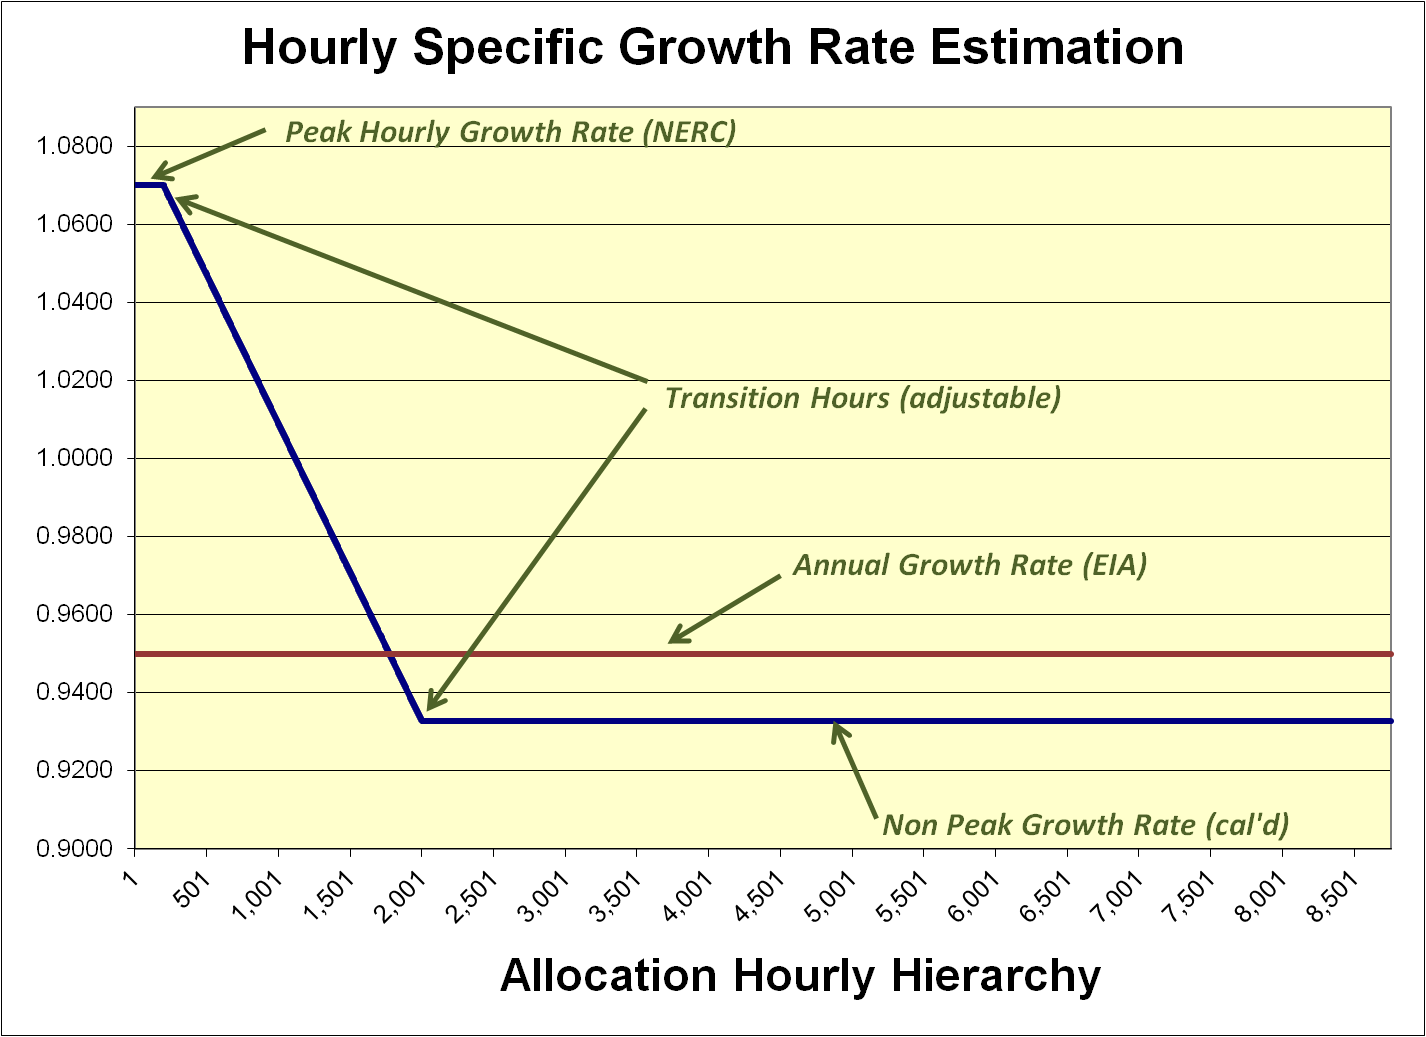 Hourly Specific Growth Rate Estimation
Peak Hourly Growth Rate (NERC)
1.0800
1.0600
1.0400
1.0200
Transition Hours (adjustable)
1.0000
0.9800
Annual Growth Rate (EIA)
0.9600
0.9400
0.9200
Non Peak Growth Rate (cal'd)
0.9000
1 501 1,001 1,501 2,001 2,501 3,001 3,501 4,001 4,501 5,001 5,501 6,001 6,501 7,001 7,501 8,001 8,501
Allocation Hourly Hierarchy